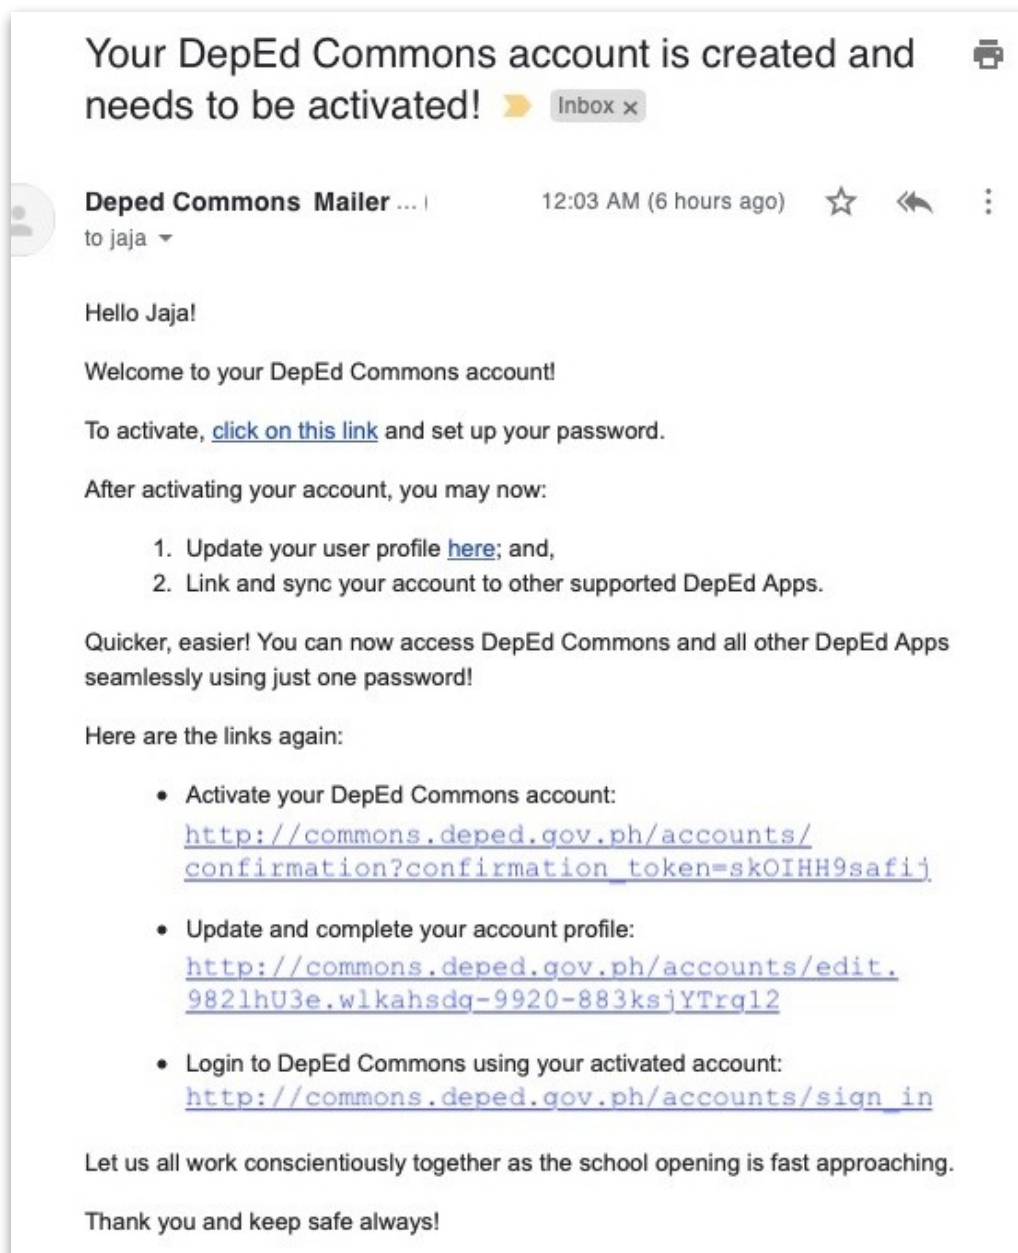 Your DepEd Commons account is created and
needs to be activated! Inbox x
Deped Commons Mailer ... 12:03 AM (6 hours ago)
to jaja
Hello Jaja!
Welcome to your DepEd Commons account!
To activate, click on this link and set up your password.
After activating your account, you may now:
1. Update your user profile here; and,
2. Link and sync your account to other supported DepEd Apps.
Quicker, easier! You can now access DepEd Commons and all other DepEd Apps
seamlessly using just one password!
Here are the links again:
• Activate your DepEd Commons account:
http://commons.deped.gov.ph/accounts/
confirmation?confirmation_token=skOIHH9safij
• Update and complete your account profile:
http://commons.deped.gov.ph/accounts/edit.
982lhU3e.wlkahsdg-9920-883ksjYTrg12
• Login to DepEd Commons using your activated account:
http://commons.deped.gov.ph/accounts/sign_in
Let us all work conscientiously together as the school opening is fast approaching.
Thank you and keep safe always!